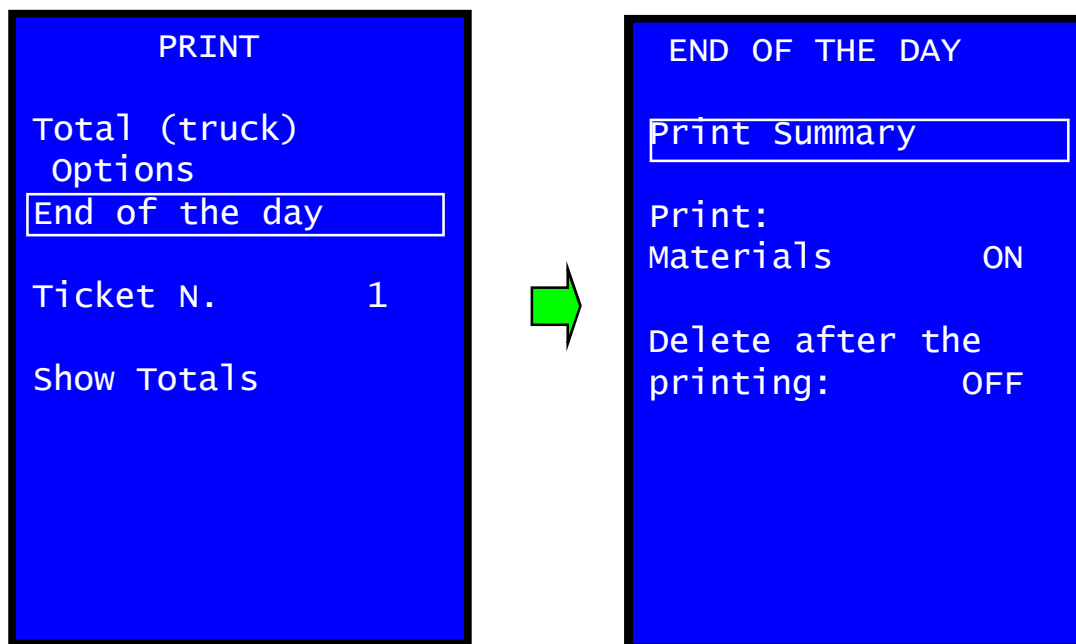 PRINT
Total (truck)
Options
End of the day
Ticket N. 1
Show Totals
END OF THE DAY
Print Summary
Print:
Materials ON
Delete after the
printing: OFF